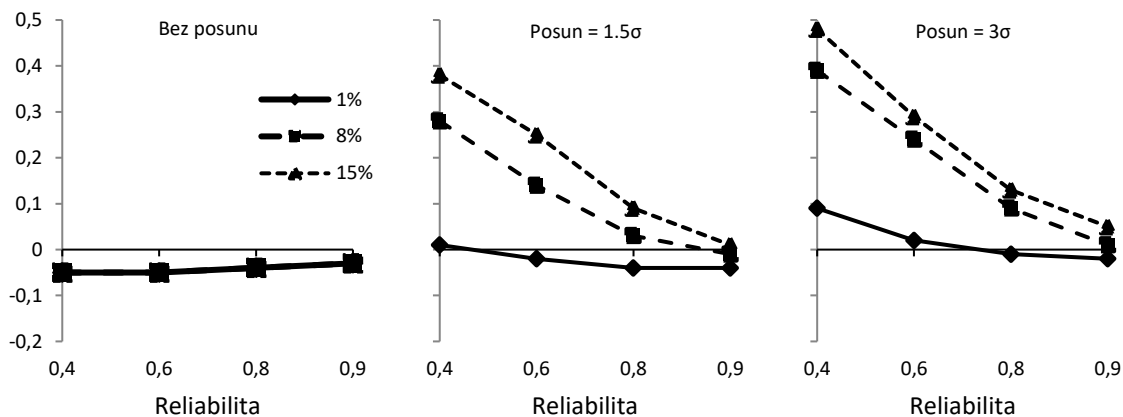 0,5
0,4
0,3
0,2
0,1
0
-0,1
-0,2
Bez posunu
1%
8%
15%
0,4 0,6 0,8 0,9
Reliabilita
Posun = 1.5σ
0,4 0,6 0,8 0,9
Reliabilita
Posun = 3σ
0,4 0,6 0,8 0,9
Reliabilita